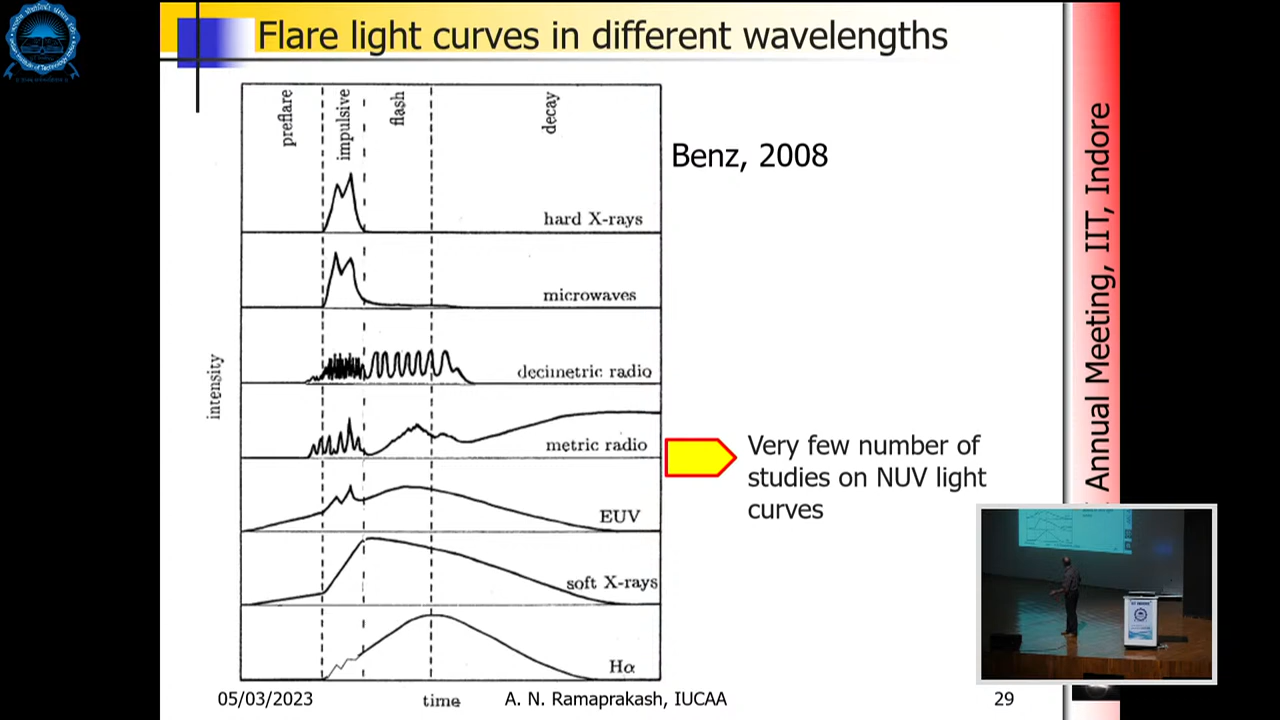 Flare light curves in different wavelengths
preflare
impulsive
flash
decay
Benz, 2008
hard X-rays
microwaves
decimetric radio
intensity
metric radio
Very few number of
studies on NUV light
curves
EUV
soft X-rays
Hα
05/03/2023
time
A. N. Ramaprakash, IUCAA
29
Annual Meeting, IIT, Indore
IIT INDORE